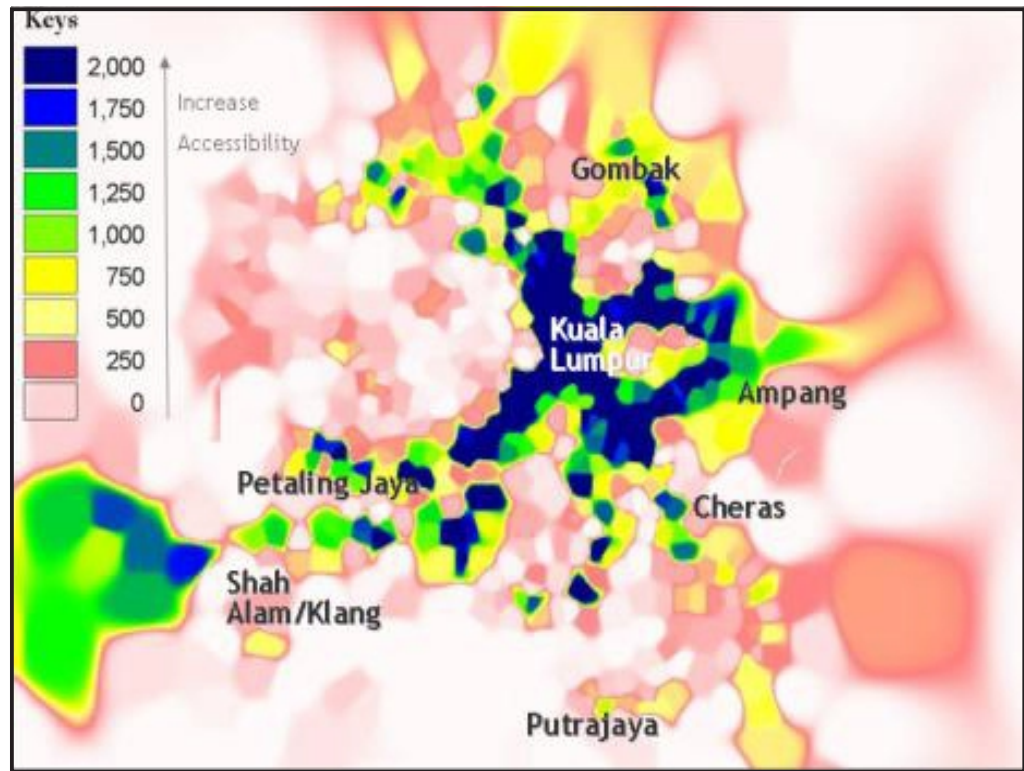 Keys
2,000
1,750
1,500
1,250
1,000
750
500
250
0
Increase
Accessibility
Gombak
Kuala
Lumpur
Ampang
Petaling Jaya
Cheras
Shah
Alam/Klang
Putrajaya